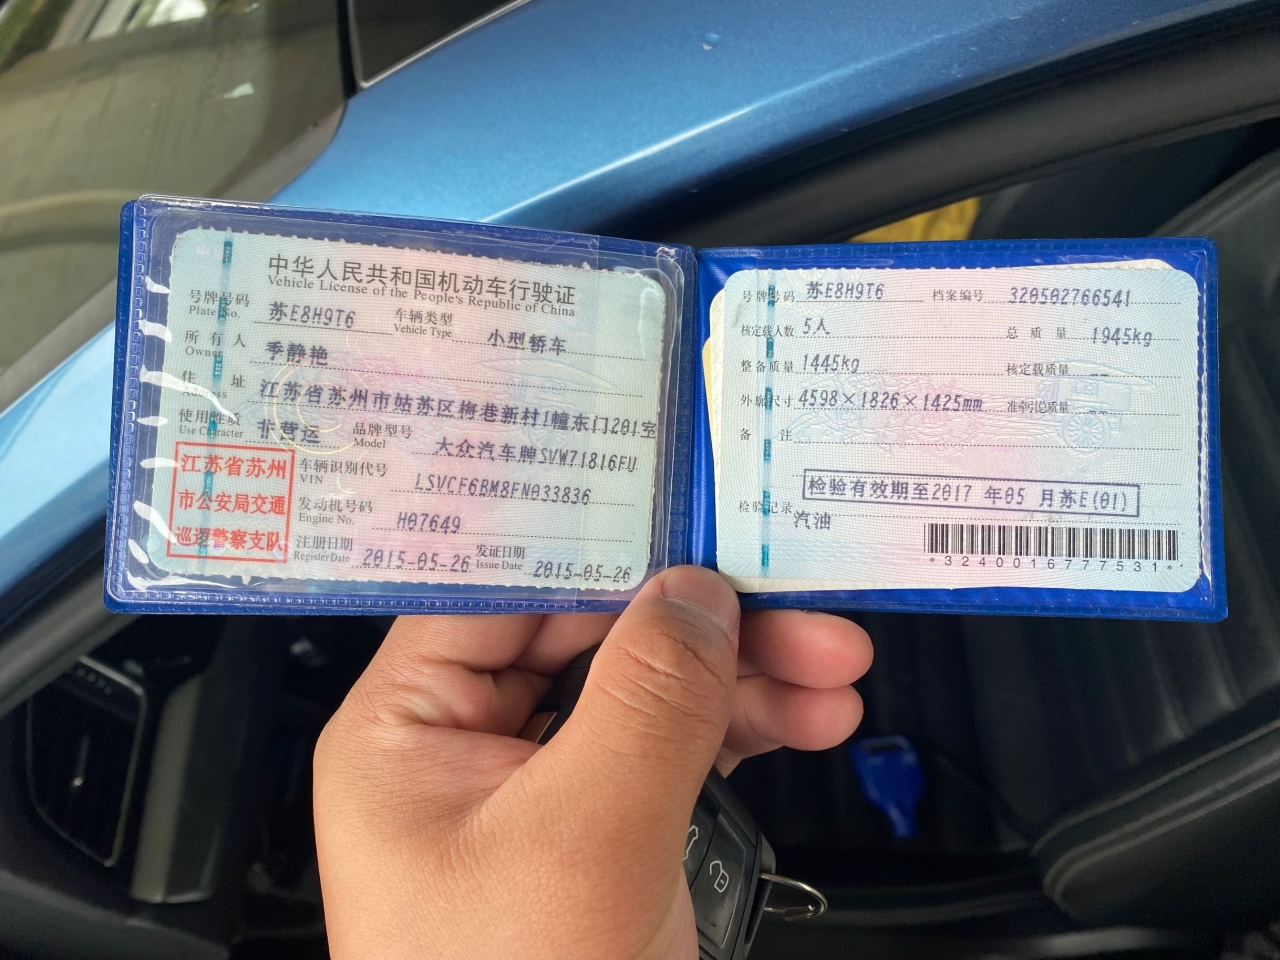 中华人民共和国机动车行驶证
Vehicle License of the People's Republic of China
号牌号码 苏E8H9T6 车辆类型 小型轿车
Plate No. Vehicle Type
所有人 季静艳
Owner
住址 江苏省苏州市姑苏区梅巷新村1幢东门201室
Address
使用性质 非营运 品牌型号 大众汽车牌SVW71816FU
Use Character Model
江苏省苏州
市公安局交通
巡逻警察支队
车辆识别代号 LSVCF6BM8FN033836
VIN
发动机号码 H07649
Engine No.
注册日期 2015-05-26 发证日期 2015-05-26
Register Date Issue Date
号牌号码 苏E8H9T6 档案编号 320502766541
核定载人数 5人 总质量 1945kg
整备质量 1445kg 核定载质量 --
外廓尺寸 4598×1826×1425mm 准牵引总质量 --
备注
检验有效期至2017年05月苏E(01)
检验记录
汽油
*3240016777531*